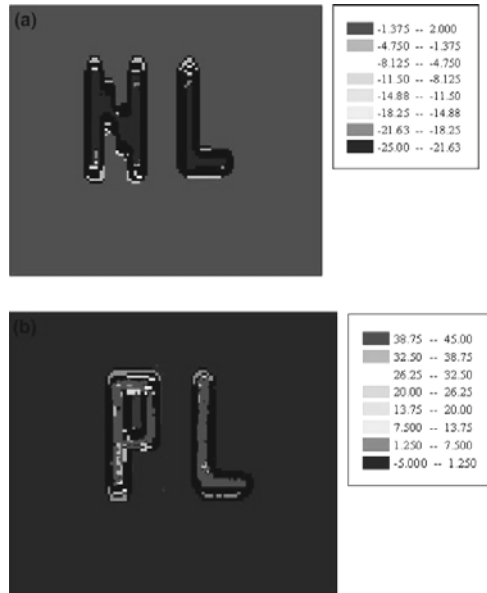 (a)
N L
-1.375 -- 2.000
-4.750 -- -1.375
-8.125 -- -4.750
-11.50 -- -8.125
-14.88 -- -11.50
-18.25 -- -14.88
-21.63 -- -18.25
-25.00 -- -21.63
(b)
P L
38.75 -- 45.00
32.50 -- 38.75
26.25 -- 32.50
20.00 -- 26.25
13.75 -- 20.00
7.500 -- 13.75
1.250 -- 7.500
-5.000 -- 1.250